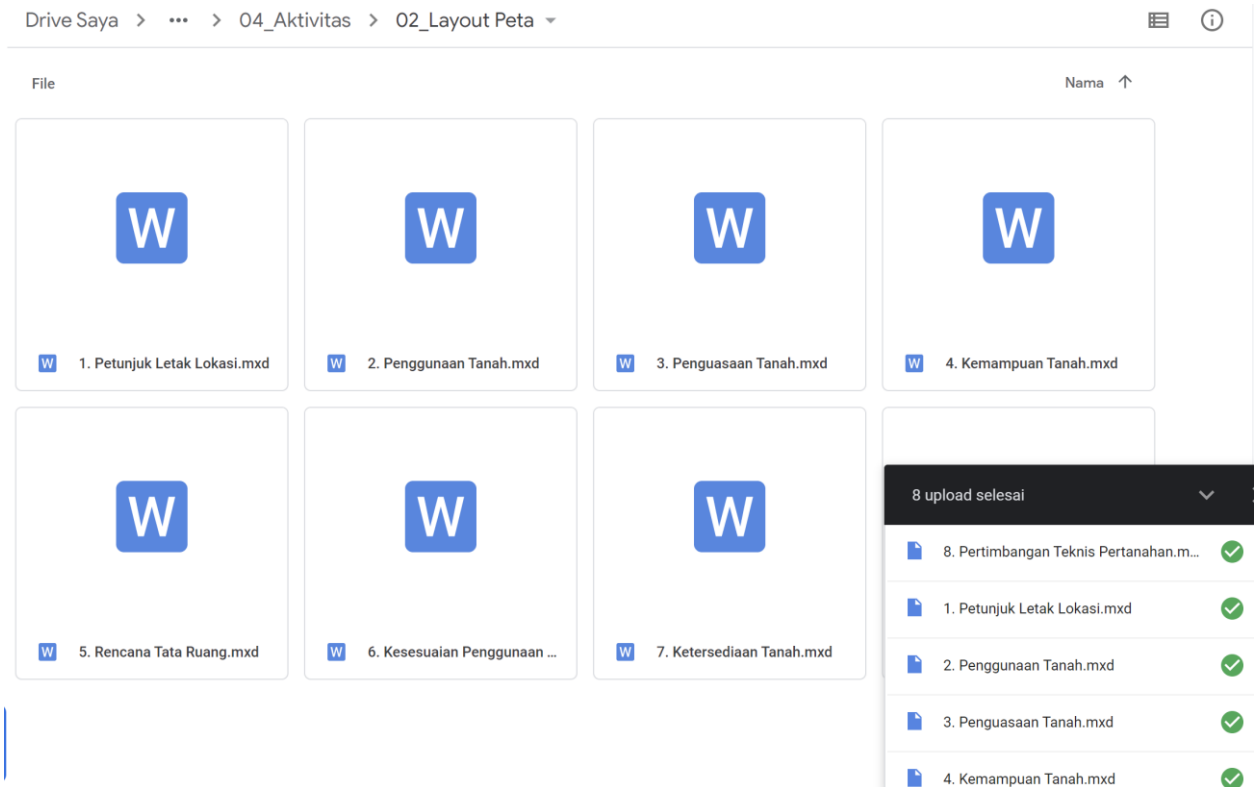 Drive Saya > ••• > 04_Aktivitas > 02_Layout Peta
File
Nama ↑
W
W
W
W
W 1. Petunjuk Letak Lokasi.mxd
W 2. Penggunaan Tanah.mxd
W 3. Penguasaan Tanah.mxd
W 4. Kemampuan Tanah.mxd
W
W
W
W 5. Rencana Tata Ruang.mxd
W 6. Kesesuaian Penggunaan ...
W 7. Ketersediaan Tanah.mxd
8 upload selesai
8. Pertimbangan Teknis Pertanahan.m...
1. Petunjuk Letak Lokasi.mxd
2. Penggunaan Tanah.mxd
3. Penguasaan Tanah.mxd
4. Kemampuan Tanah.mxd